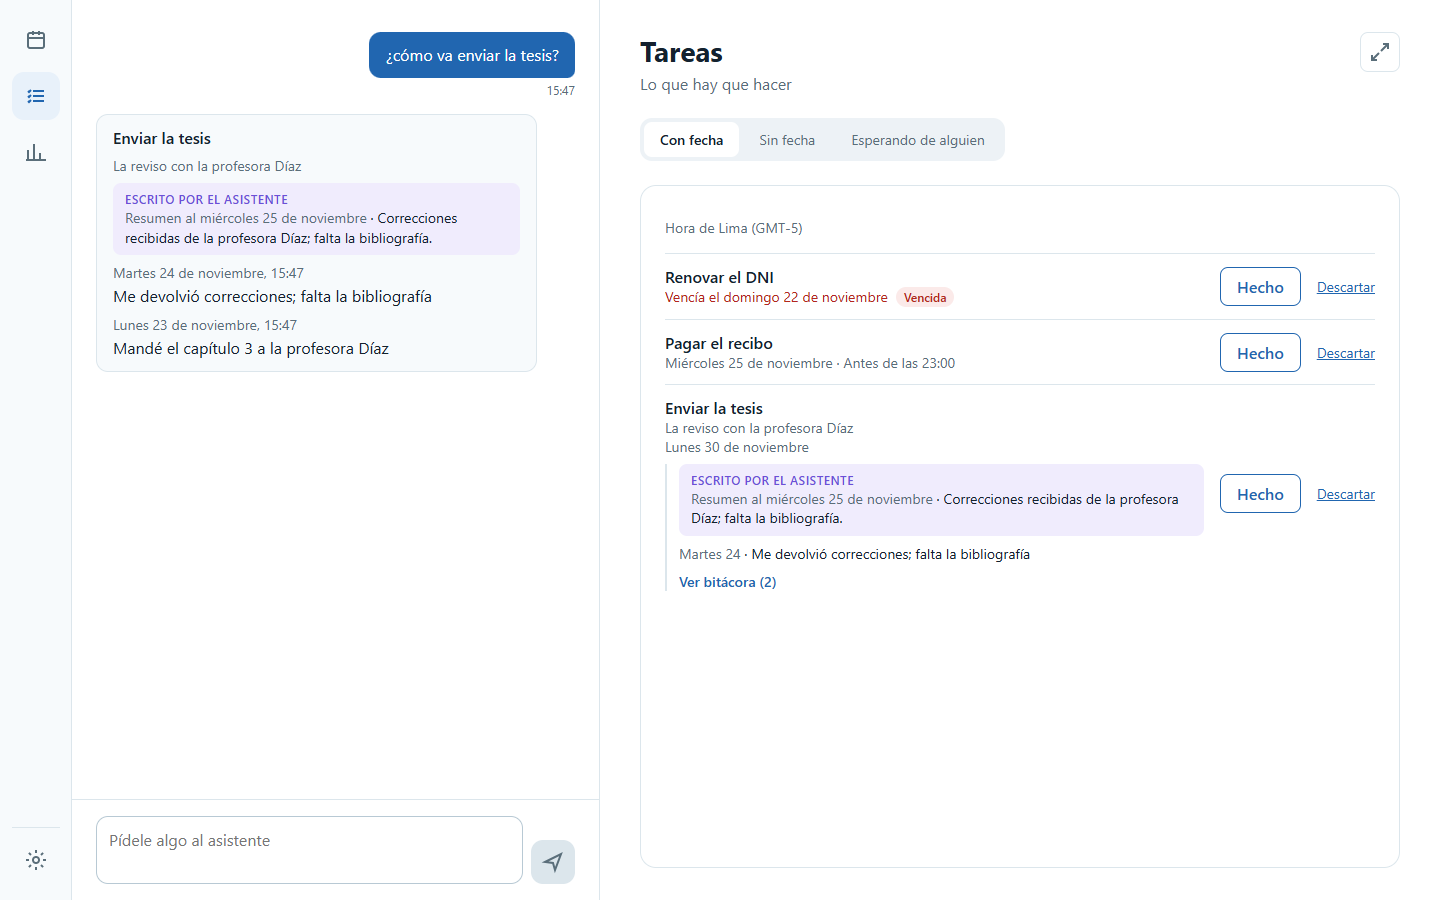 ¿cómo va enviar la tesis?
15:47
Enviar la tesis
La reviso con la profesora Díaz
ESCRITO POR EL ASISTENTE
Resumen al miércoles 25 de noviembre · Correcciones
recibidas de la profesora Díaz; falta la bibliografía.
Martes 24 de noviembre, 15:47
Me devolvió correcciones; falta la bibliografía
Lunes 23 de noviembre, 15:47
Mandé el capítulo 3 a la profesora Díaz
Pídele algo al asistente
Tareas
Lo que hay que hacer
Con fecha
Sin fecha
Esperando de alguien
Hora de Lima (GMT-5)
Renovar el DNI
Vencía el domingo 22 de noviembre Vencida
Hecho
Descartar
Pagar el recibo
Miércoles 25 de noviembre · Antes de las 23:00
Hecho
Descartar
Enviar la tesis
La reviso con la profesora Díaz
Lunes 30 de noviembre
ESCRITO POR EL ASISTENTE
Resumen al miércoles 25 de noviembre · Correcciones recibidas de la profesora
Díaz; falta la bibliografía.
Hecho
Descartar
Martes 24 · Me devolvió correcciones; falta la bibliografía
Ver bitácora (2)